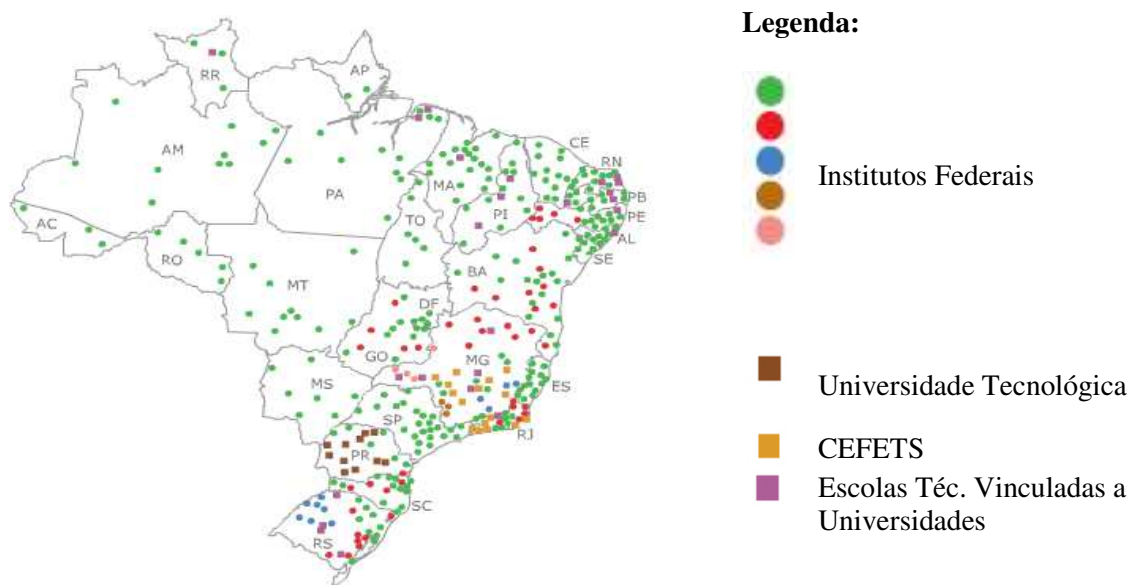 Legenda:
RR
AP
AM
PA
MA
CE
RN
PB
PE
AL
SE
PI
TO
AC
RO
MT
BA
DF
GO
MG
ES
MS
SP
RJ
PR
SC
RS
Institutos Federais
Universidade Tecnológica
CEFETS
Escolas Téc. Vinculadas a
Universidades